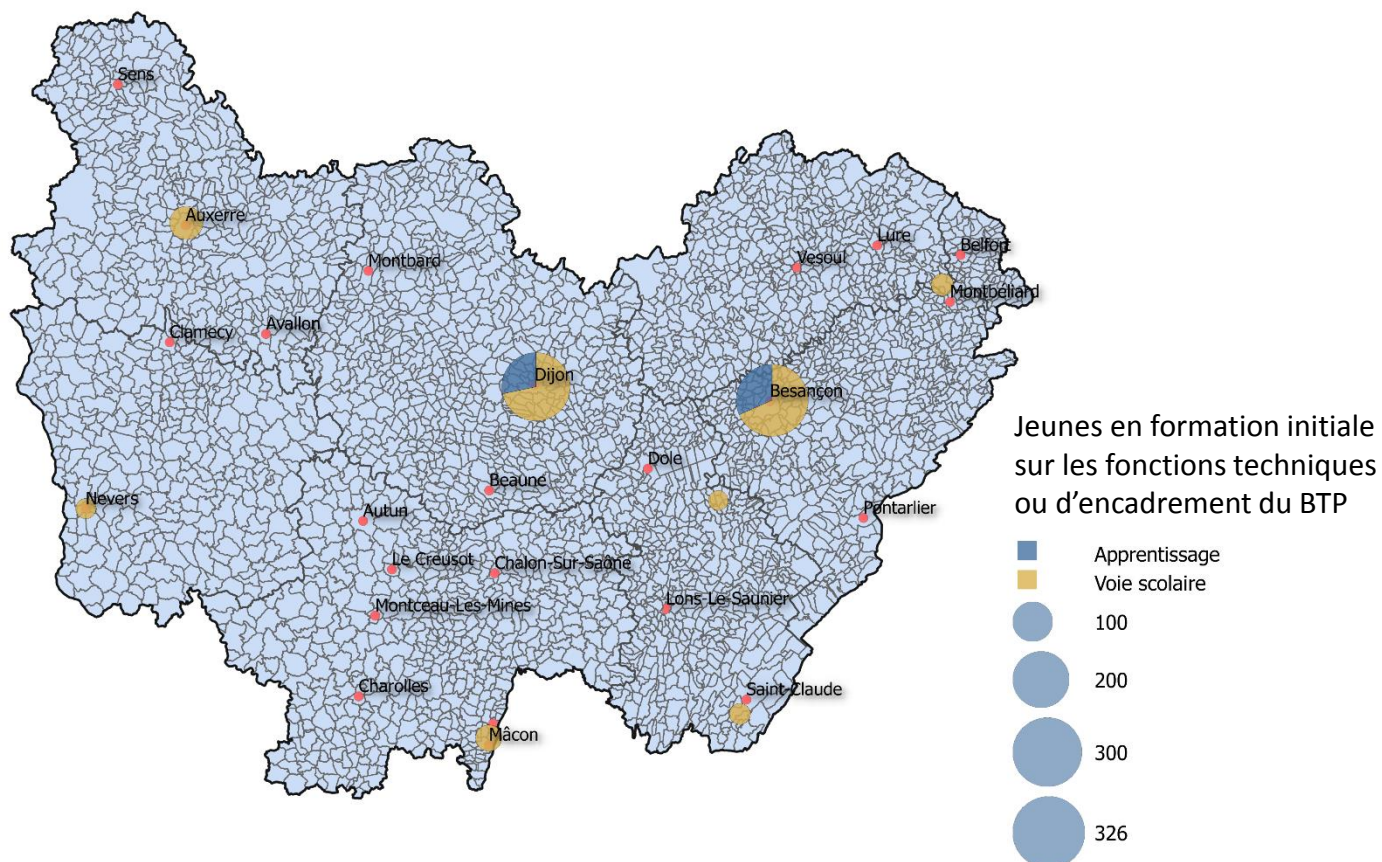 Sens
Auxerre
Montbard
Clamecy
Avallon
Vesoul
Lure
Belfort
Montbéliard
Dijon
Besançon
Dole
Beaune
Nevers
Autun
Pontarlier
Le Creusot
Chalon-Sur-Saône
Montceau-Les-Mines
Lons-Le-Saunier
Charolles
Saint-Claude
Mâcon
Jeunes en formation initiale
sur les fonctions techniques
ou d’encadrement du BTP
Apprentissage
Voie scolaire
100
200
300
326